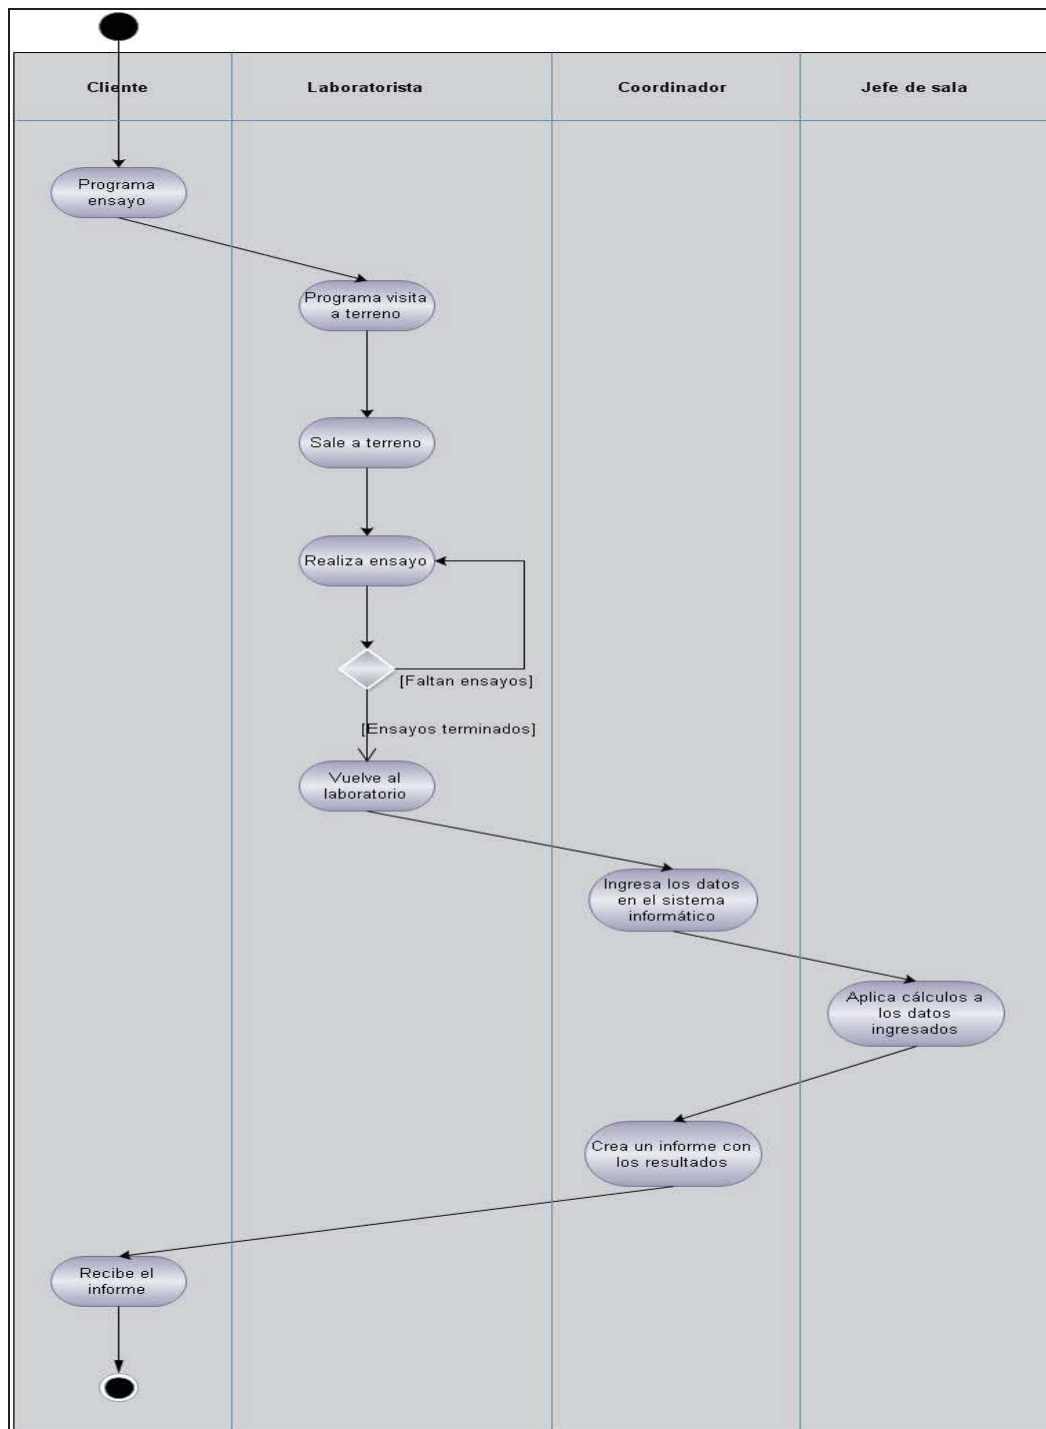 Cliente
Laboratorista
Coordinador
Jefe de sala
Programa
ensayo
Programa visita
a terreno
Sale a terreno
Realiza ensayo
[Faltan ensayos]
[Ensayos terminados]
Vuelve al
laboratorio
Ingresa los datos
en el sistema
informático
Aplica cálculos a
los datos
ingresados
Crea un informe con
los resultados
Recibe el
informe